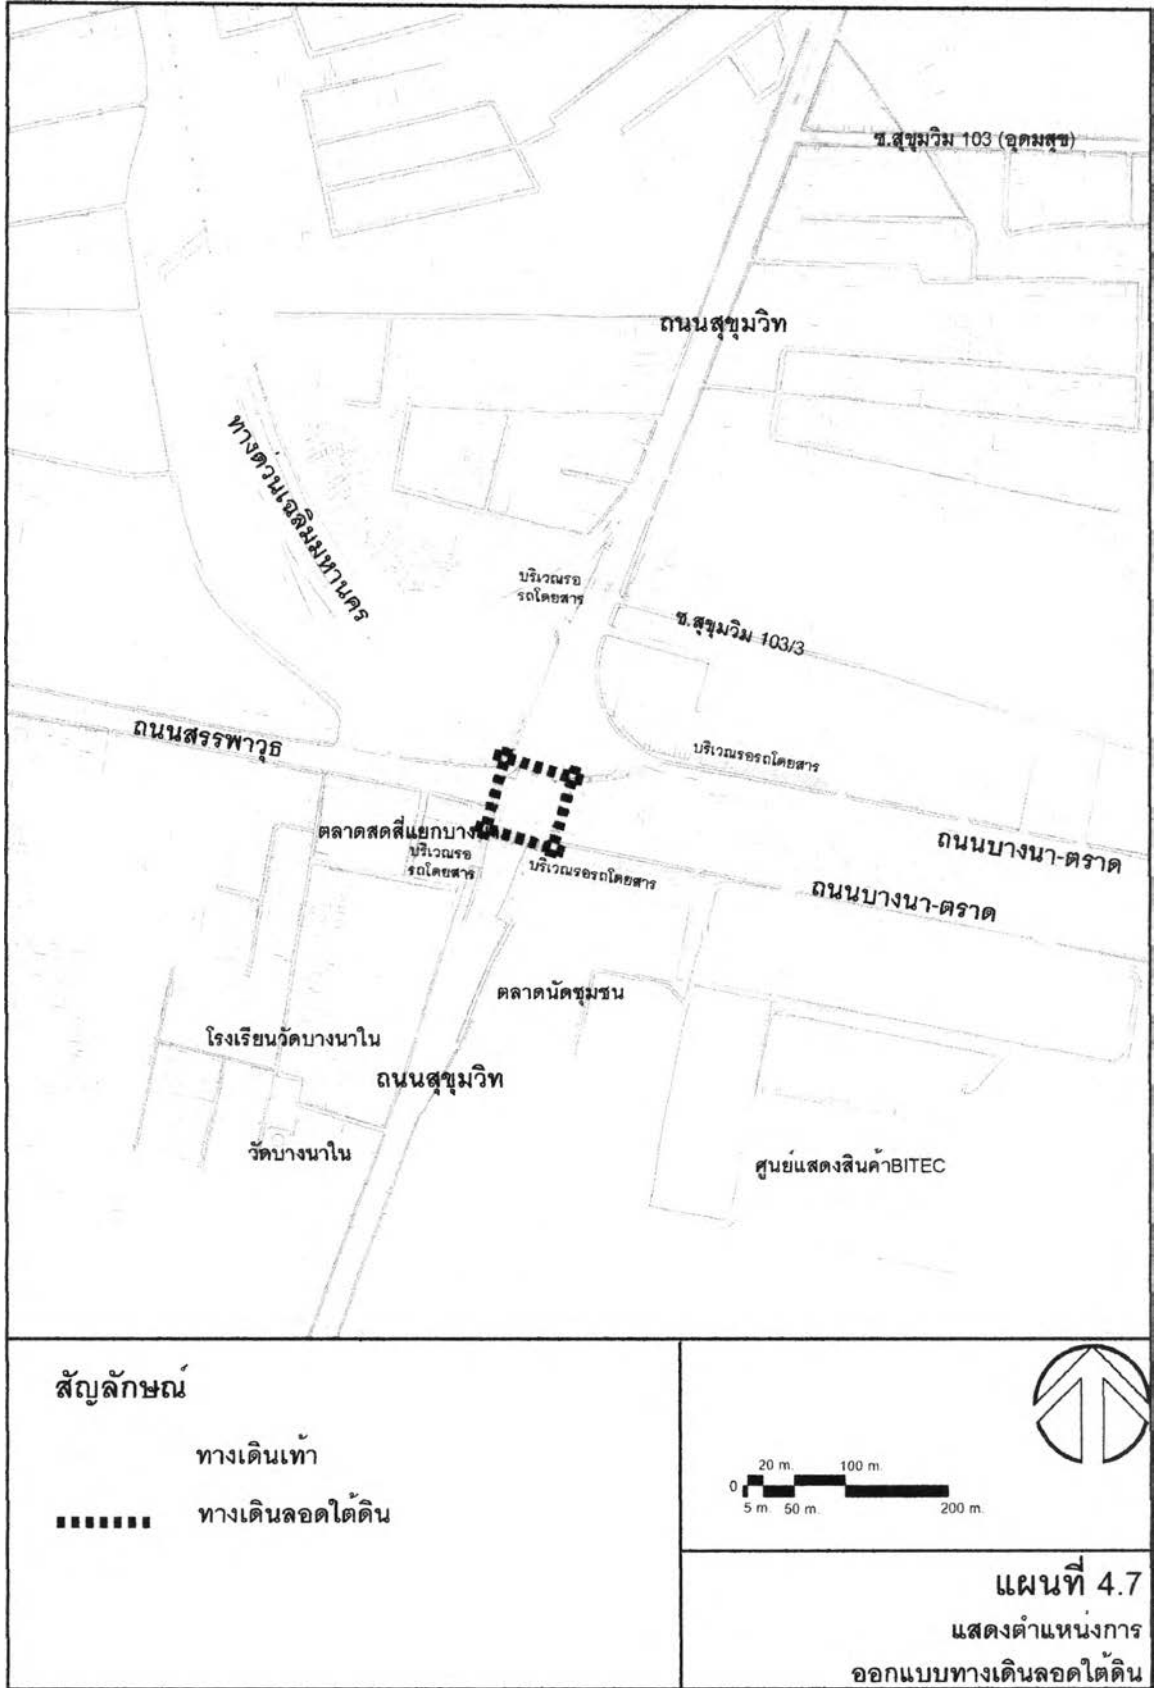 ซ.สุขุมวิม 103 (อุดมสุข)
ถนนสุขุมวิท
ทางด่วนเฉลิมมหานคร
บริเวณรอ
รถโดยสาร
ซ.สุขุมวิม 103/3
ถนนสรรพาวุธ
บริเวณรอรถโดยสาร
ตลาดสดสี่แยกบางนา
บริเวณรอ
รถโดยสาร
บริเวณรอรถโดยสาร
ถนนบางนา-ตราด
ถนนบางนา-ตราด
ตลาดนัดชุมชน
โรงเรียนวัดบางนาใน
ถนนสุขุมวิท
วัดบางนาใน
ศูนย์แสดงสินค้าBITEC
สัญลักษณ์
ทางเดินเท้า
ทางเดินลอดใต้ดิน
20 m. 100 m.
0
5 m. 50 m. 200 m.
แผนที่ 4.7
แสดงตำแหน่งการ
ออกแบบทางเดินลอดใต้ดิน